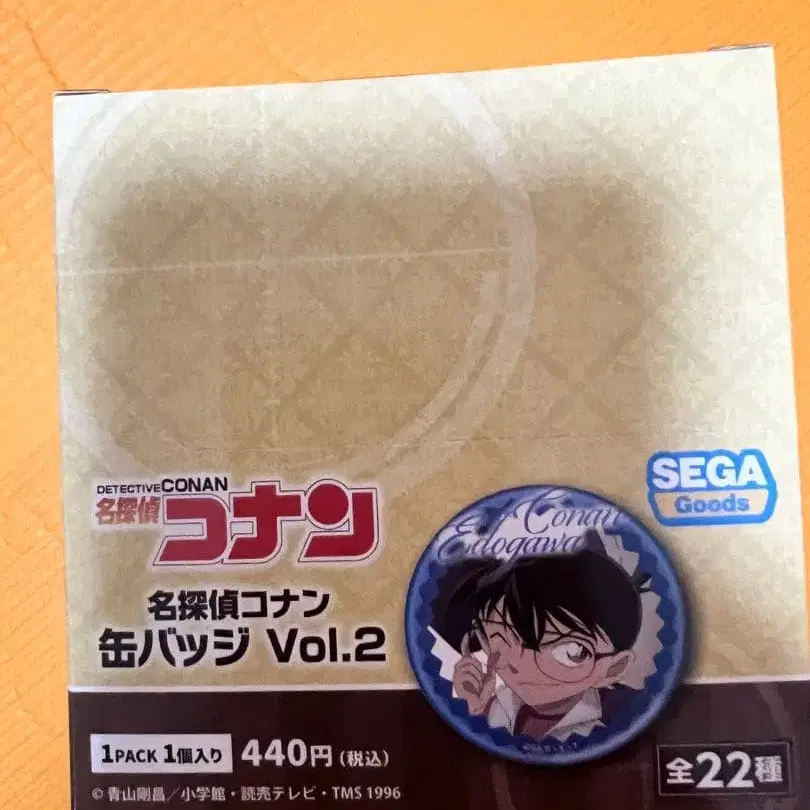 DETECTIVE CONAN
名探偵コナン
SEGA
Goods
Conan
Edogawa
名探偵コナン
缶バッジ Vol.2
1PACK 1個入り 440円(税込)
全22種
© 青山剛昌/小学館・読売テレビ・TMS 1996